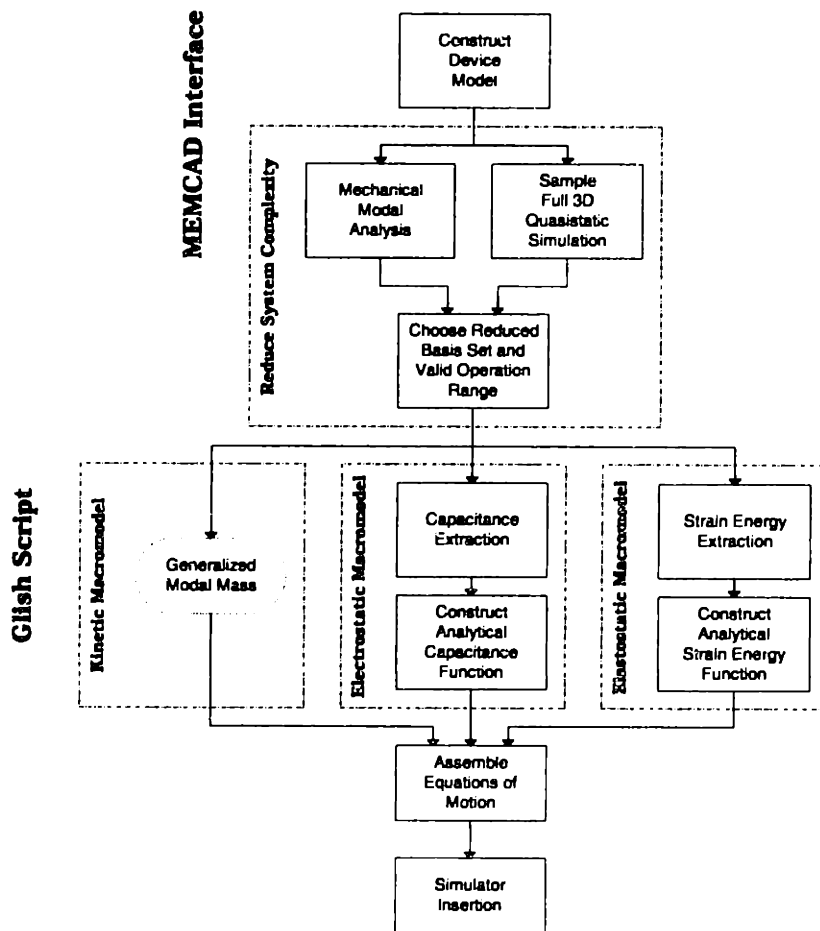 MEMCAD Interface
Construct
Device
Model
Reduce System Complexity
Mechanical
Modal
Analysis
Sample
Full 3D
Quasistatic
Simulation
Choose Reduced
Basis Set and
Valid Operation
Range
Glish Script
Kinetic Macromodel
Generalized
Modal Mass
Electrostatic Macromodel
Capacitance
Extraction
Construct
Analytical
Capacitance
Function
Elastostatic Macromodel
Strain Energy
Extraction
Construct
Analytical
Strain Energy
Function
Assemble
Equations of
Motion
Simulator
Insertion